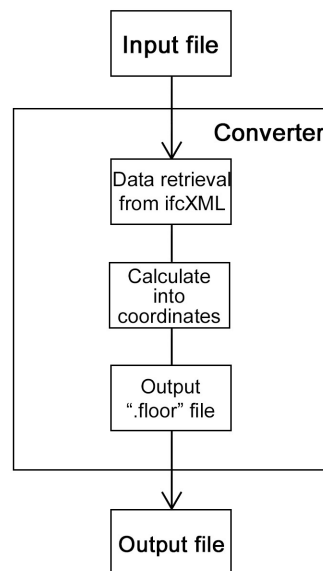 Input file
Converter
Data retrieval
from ifcXML
Calculate
into
coordinates
Output
“.floor” file
Output file